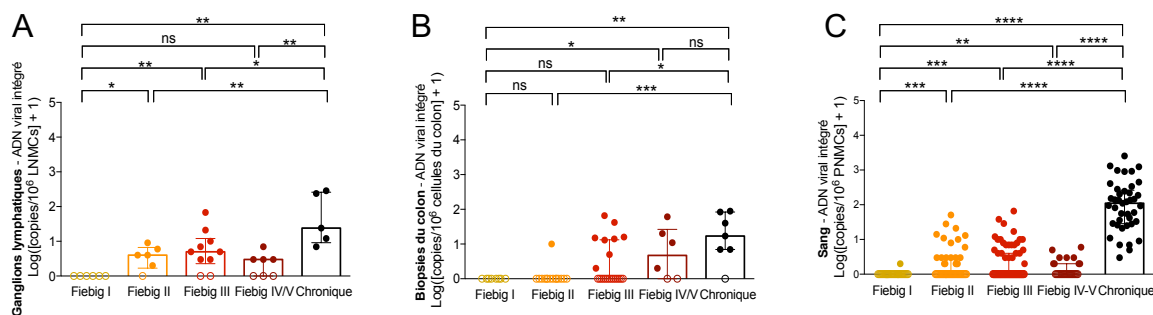 A
Ganglions lymphatiques - ADN viral intégré
Log([copies/10⁶ LNMCs] + 1)
**
ns
**
**
*
*
**
5
4
3
2
1
0
Fiebig I
Fiebig II
Fiebig III
Fiebig IV/V
Chronique
B
Biopsies du colon - ADN viral intégré
Log([copies/10⁶ cellules du colon] + 1)
**
*
ns
ns
*
ns
***
5
4
3
2
1
0
Fiebig I
Fiebig II
Fiebig III
Fiebig IV/V
Chronique
C
Sang - ADN viral intégré
Log([copies/10⁶ PNMCs] + 1)
****
**
****
***
****
***
****
5
4
3
2
1
0
Fiebig I
Fiebig II
Fiebig III
Fiebig IV-V
Chronique